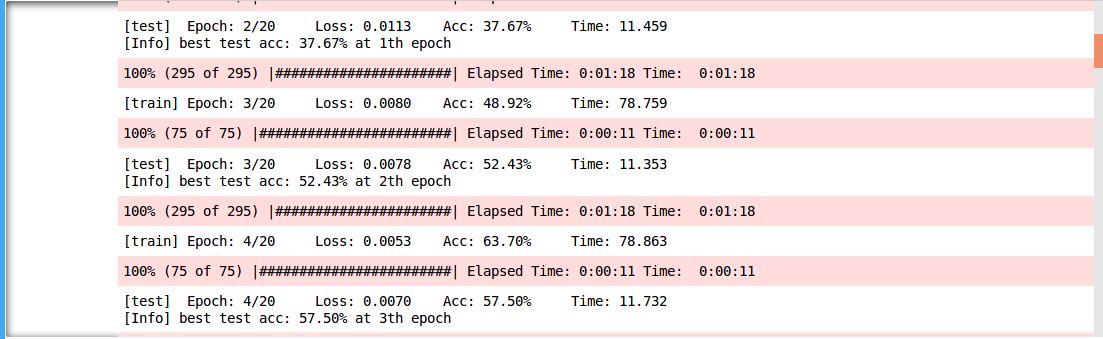 [test]  Epoch: 2/20     Loss: 0.0113    Acc: 37.67%     Time: 11.459
[Info] best test acc: 37.67% at 1th epoch
100% (295 of 295) |######################| Elapsed Time: 0:01:18 Time:  0:01:18
[train] Epoch: 3/20     Loss: 0.0080    Acc: 48.92%     Time: 78.759
100% (75 of 75) |########################| Elapsed Time: 0:00:11 Time:  0:00:11
[test]  Epoch: 3/20     Loss: 0.0078    Acc: 52.43%     Time: 11.353
[Info] best test acc: 52.43% at 2th epoch
100% (295 of 295) |######################| Elapsed Time: 0:01:18 Time:  0:01:18
[train] Epoch: 4/20     Loss: 0.0053    Acc: 63.70%     Time: 78.863
100% (75 of 75) |########################| Elapsed Time: 0:00:11 Time:  0:00:11
[test]  Epoch: 4/20     Loss: 0.0070    Acc: 57.50%     Time: 11.732
[Info] best test acc: 57.50% at 3th epoch